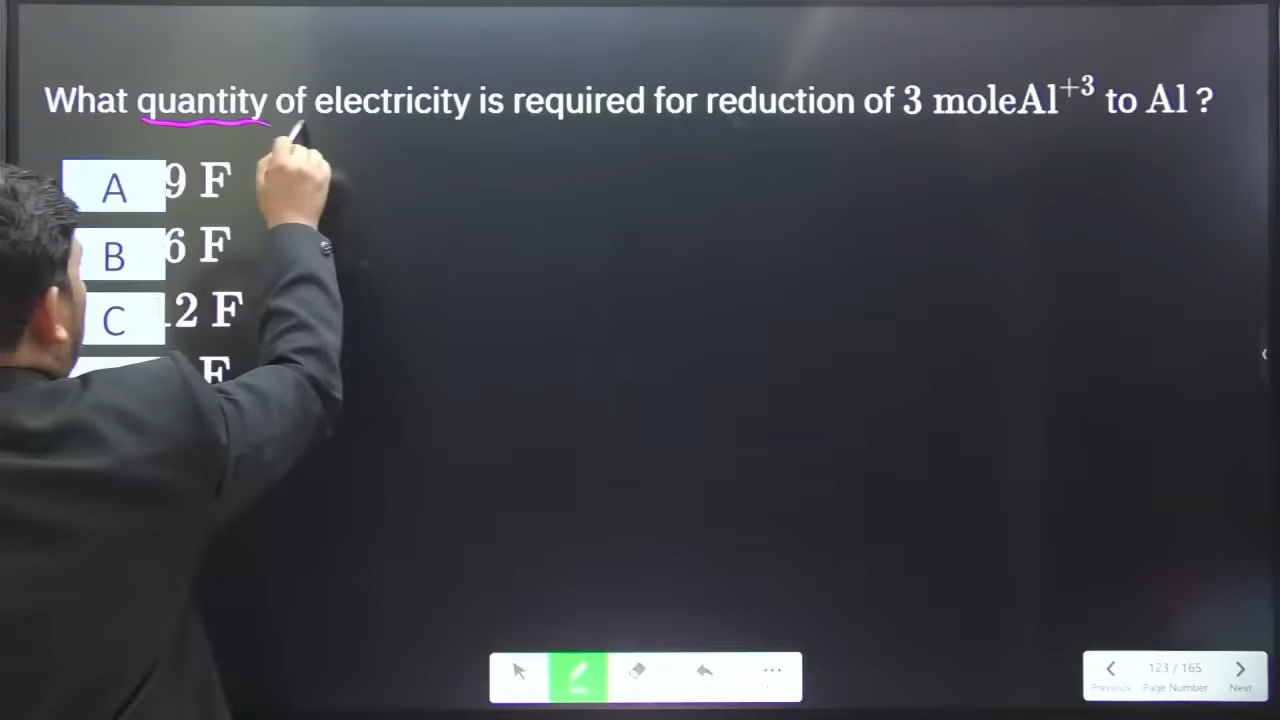 What quantity of electricity is required for reduction of 3 moleAl⁺³ to Al ?
A 9 F
B 6 F
C 12 F
F
123 / 165
Previous Page Number Next